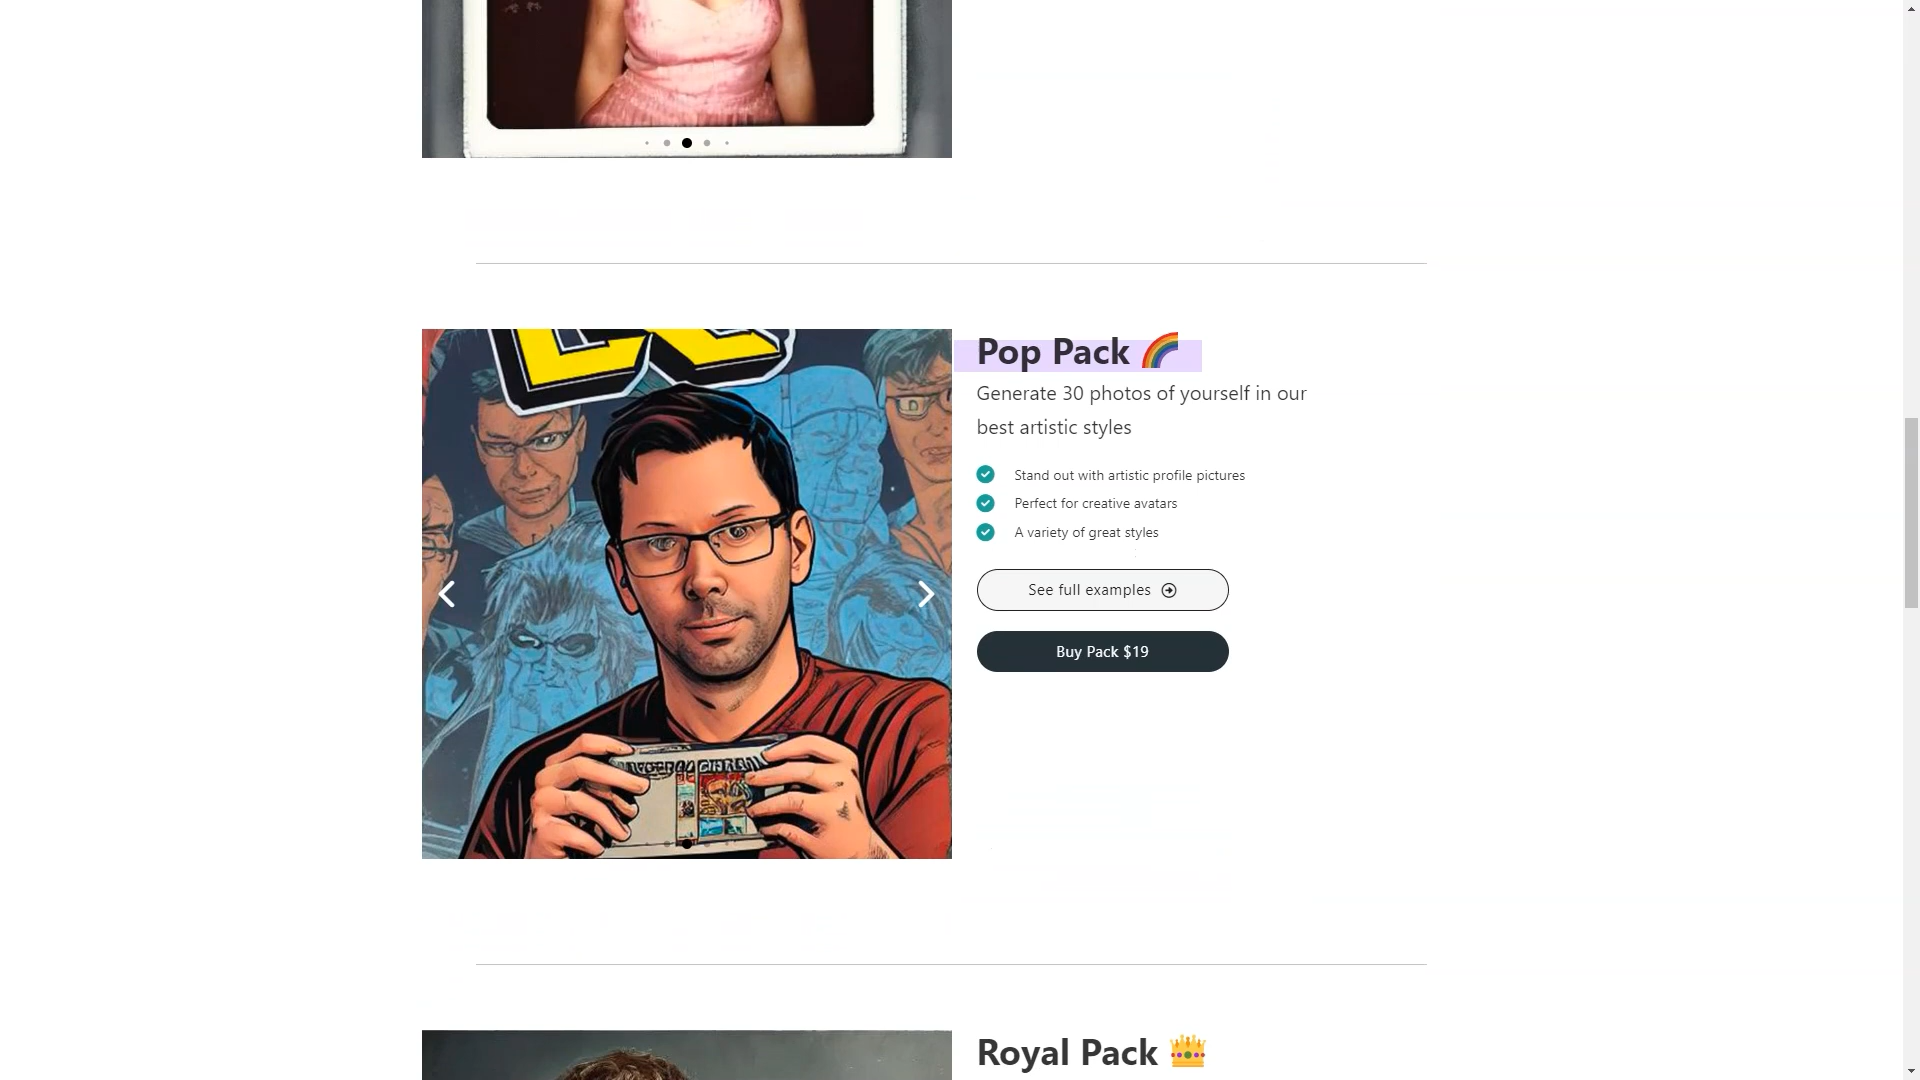 Pop Pack 🌈
Generate 30 photos of yourself in our
best artistic styles
Stand out with artistic profile pictures
Perfect for creative avatars
A variety of great styles
See full examples
Buy Pack $19
Royal Pack 👑